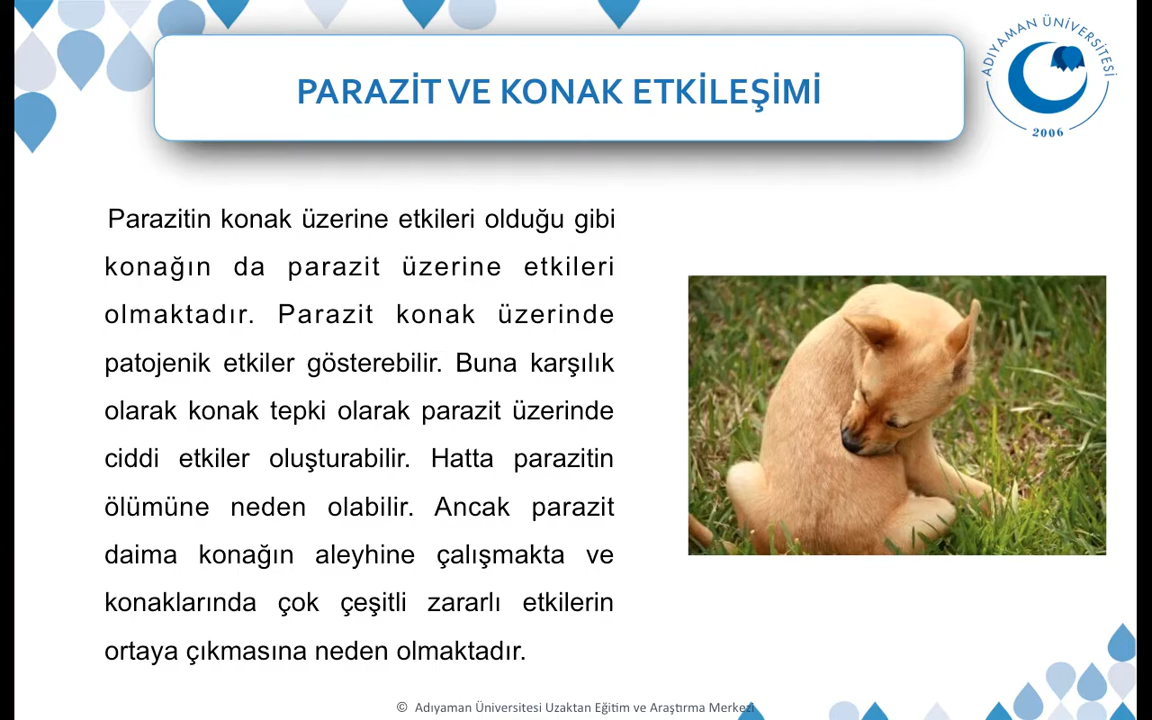 PARAZİT VE KONAK ETKİLEŞİMİ
ADIYAMAN ÜNİVERSİTESİ
2006
Parazitin konak üzerine etkileri olduğu gibi
konağın da parazit üzerine etkileri
olmaktadır. Parazit konak üzerinde
patojenik etkiler gösterebilir. Buna karşılık
olarak konak tepki olarak parazit üzerinde
ciddi etkiler oluşturabilir. Hatta parazitin
ölümüne neden olabilir. Ancak parazit
daima konağın aleyhine çalışmakta ve
konaklarında çok çeşitli zararlı etkilerin
ortaya çıkmasına neden olmaktadır.
© Adıyaman Üniversitesi Uzaktan Eğitim ve Araştırma Merkezi